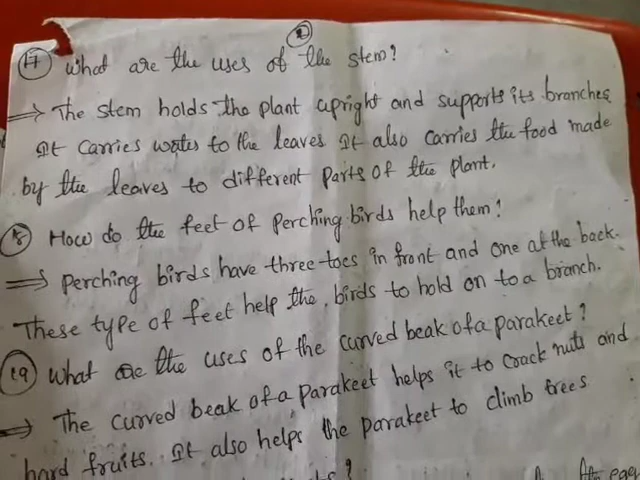 2
17 What are the uses of the stem?
⇒ The stem holds the plant upright and supports its branches
It carries water to the leaves It also carries the food made
by the leaves to different parts of the plant.
18 How do the feet of perching birds help them?
⇒ perching birds have three-toes in front and one at the back.
These type of feet help the birds to hold on to a branch.
19 What are the uses of the curved beak of a parakeet?
⇒ The curved beak of a parakeet helps it to crack nuts and
hard fruits. It also helps the parakeet to climb trees